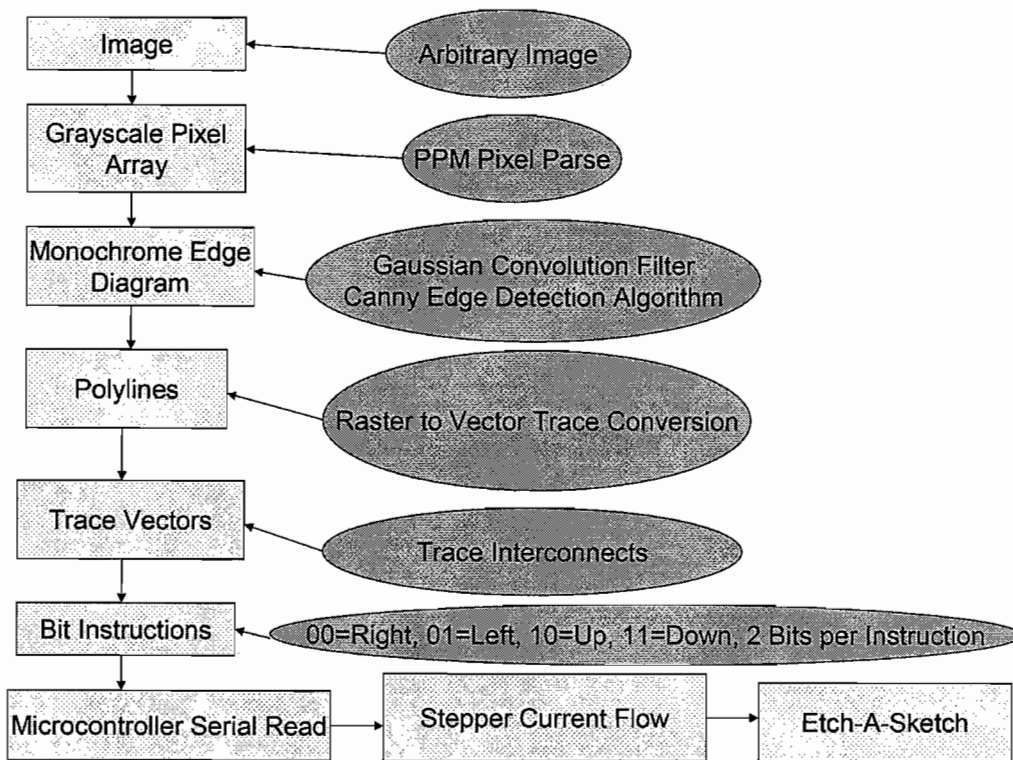 Image
Arbitrary Image
Grayscale Pixel
Array
PPM Pixel Parse
Monochrome Edge
Diagram
Gaussian Convolution Filter
Canny Edge Detection Algorithm
Polylines
Raster to Vector Trace Conversion
Trace Vectors
Trace Interconnects
Bit Instructions
00=Right, 01=Left, 10=Up, 11=Down, 2 Bits per Instruction
Microcontroller Serial Read
Stepper Current Flow
Etch-A-Sketch